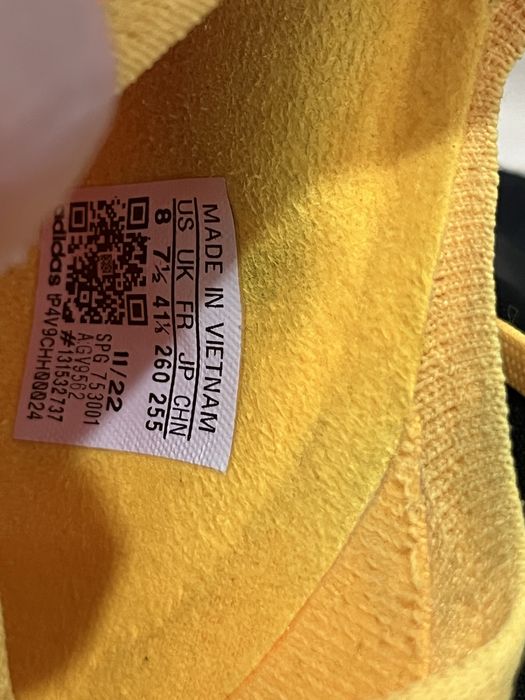 MADE IN VIETNAM
US UK FR JP CHN
8 7½ 41⅓ 260 255
11/22
SPG 753001
AGY9562
#131532737
adidas tP4V9CHHH00024